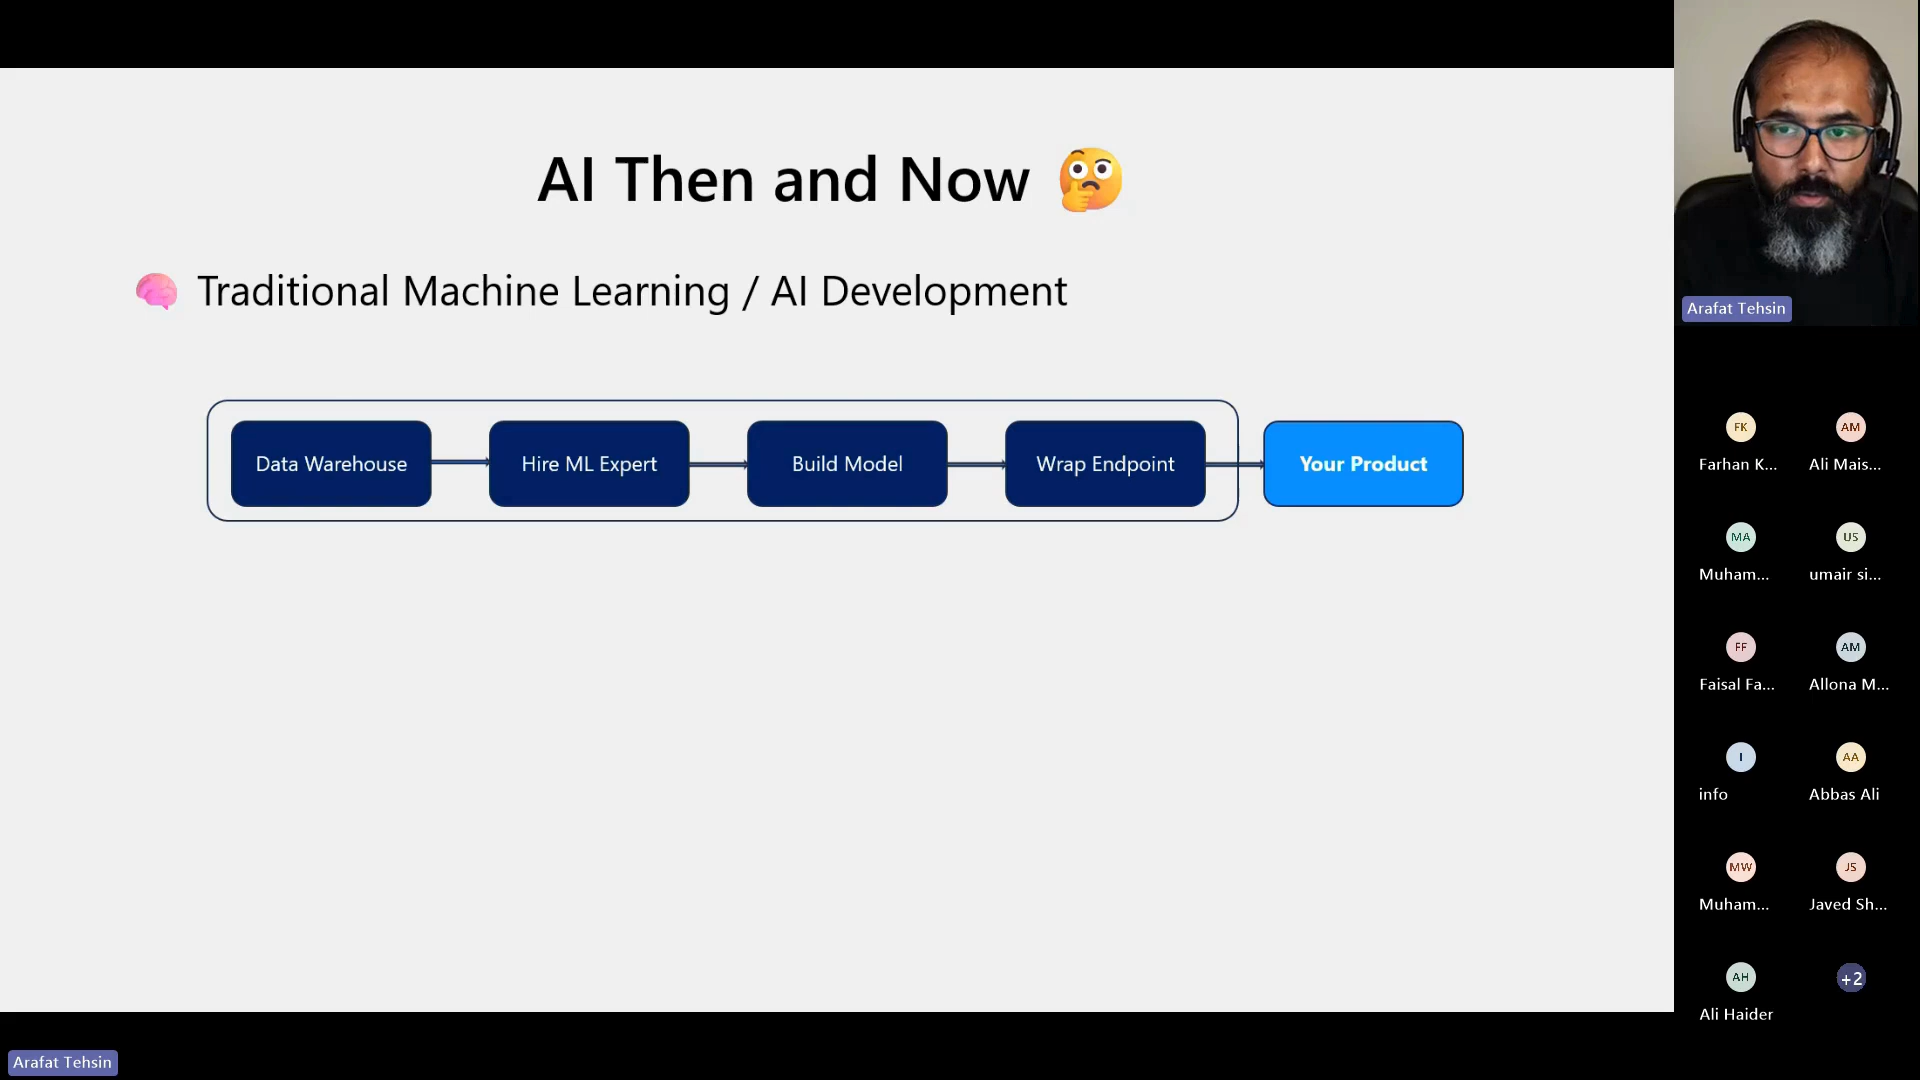 AI Then and Now
Traditional Machine Learning / AI Development
Data Warehouse
Hire ML Expert
Build Model
Wrap Endpoint
Your Product
Arafat Tehsin
FK
AM
Farhan K...
Ali Mais...
MA
US
Muham...
umair si...
FF
AM
Faisal Fa...
Allona M...
I
AA
info
Abbas Ali
MW
JS
Muham...
Javed Sh...
AH
+2
Ali Haider
Arafat Tehsin